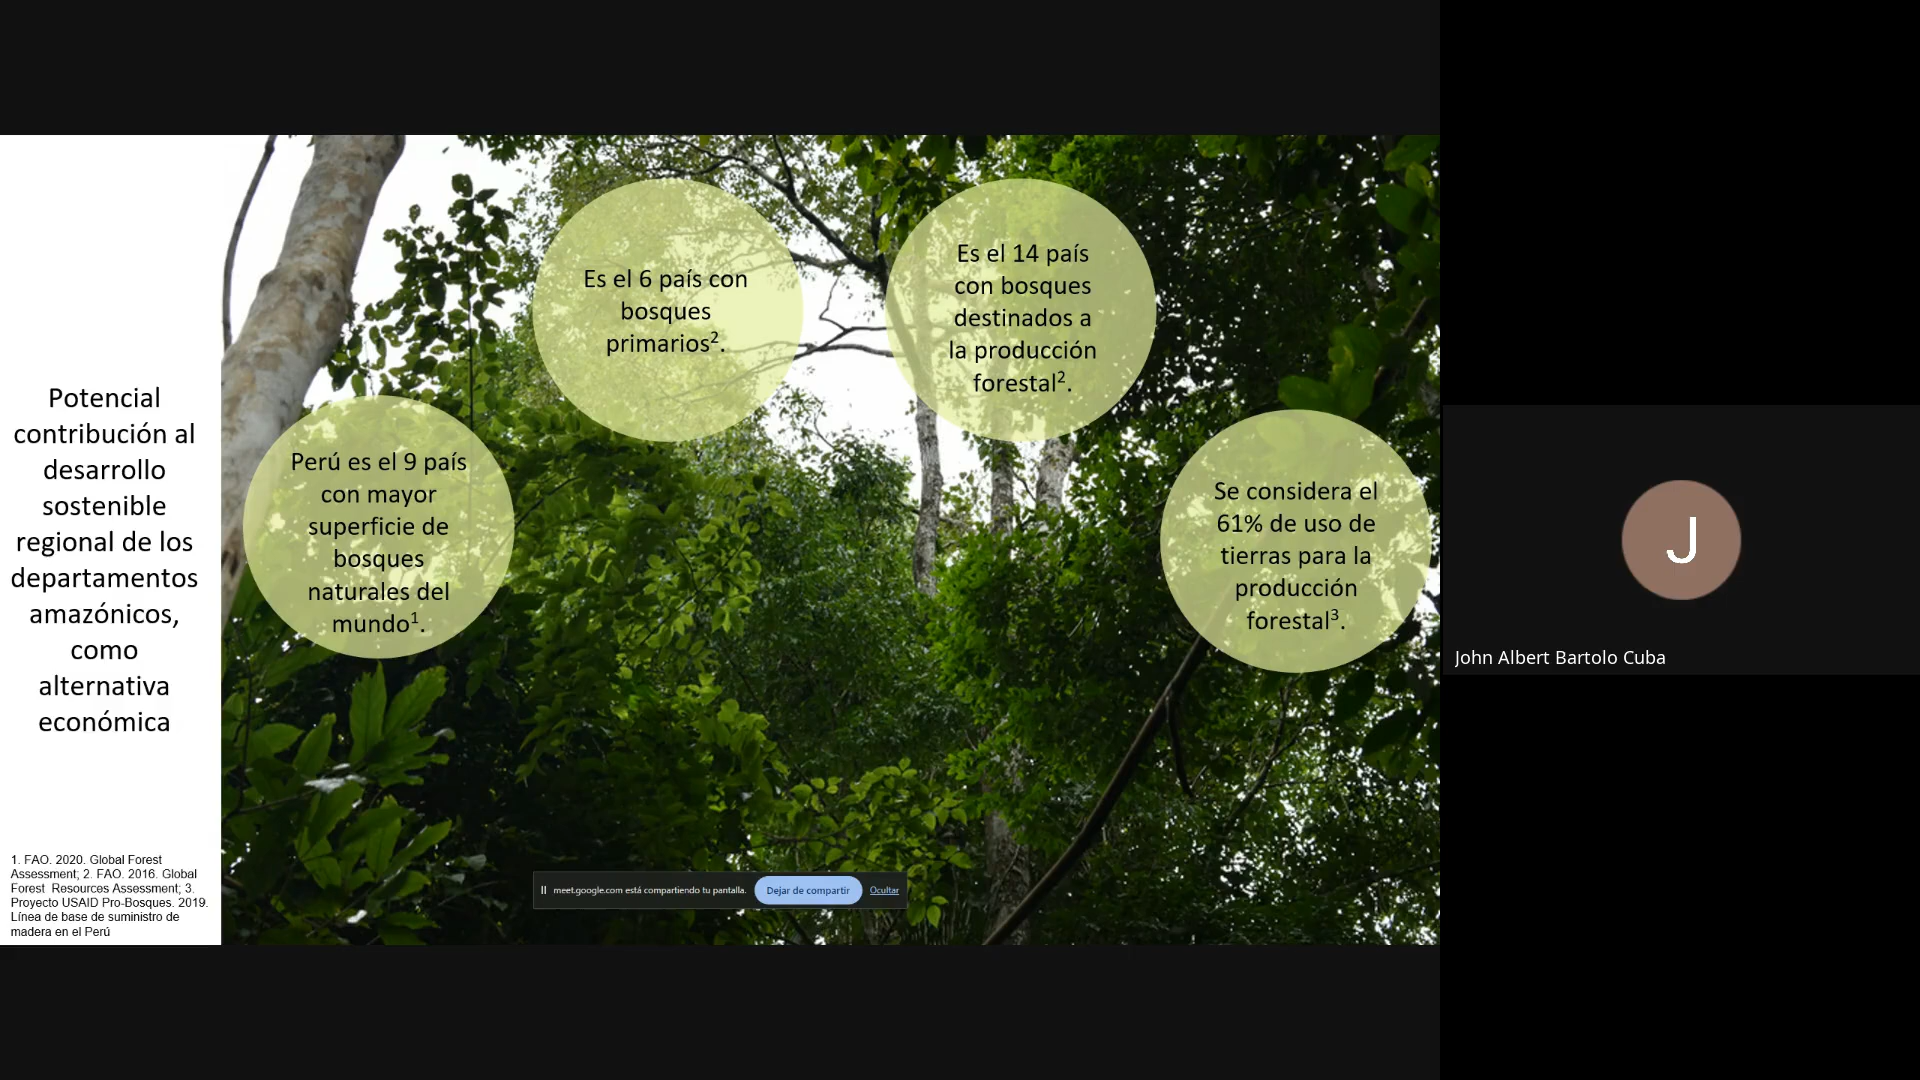 Potencial
contribución al
desarrollo
sostenible
regional de los
departamentos
amazónicos,
como
alternativa
económica
1. FAO. 2020. Global Forest
Assessment; 2. FAO. 2016. Global
Forest Resources Assessment; 3.
Proyecto USAID Pro-Bosques. 2019.
Línea de base de suministro de
madera en el Perú
Perú es el 9 país
con mayor
superficie de
bosques
naturales del
mundo¹.
Es el 6 país con
bosques
primarios².
Es el 14 país
con bosques
destinados a
la producción
forestal².
Se considera el
61% de uso de
tierras para la
producción
forestal³.
meet.google.com está compartiendo tu pantalla. Dejar de compartir Ocultar
J
John Albert Bartolo Cuba